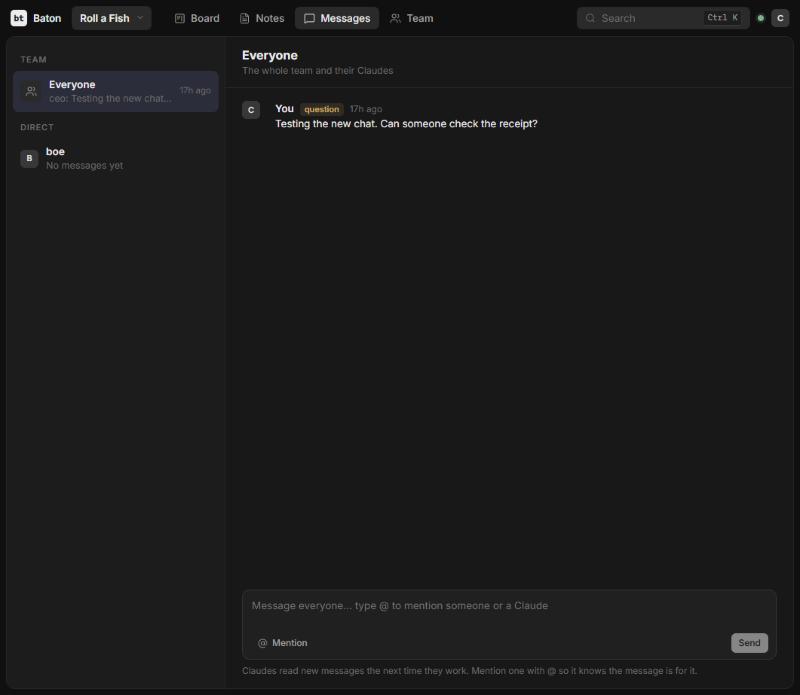 bt Baton Roll a Fish Board Notes Messages Team Search Ctrl K C
TEAM
Everyone
ceo: Testing the new chat... 17h ago
DIRECT
B boe
No messages yet
Everyone
The whole team and their Claudes
C You question 17h ago
Testing the new chat. Can someone check the receipt?
Message everyone... type @ to mention someone or a Claude
@ Mention Send
Claudes read new messages the next time they work. Mention one with @ so it knows the message is for it.